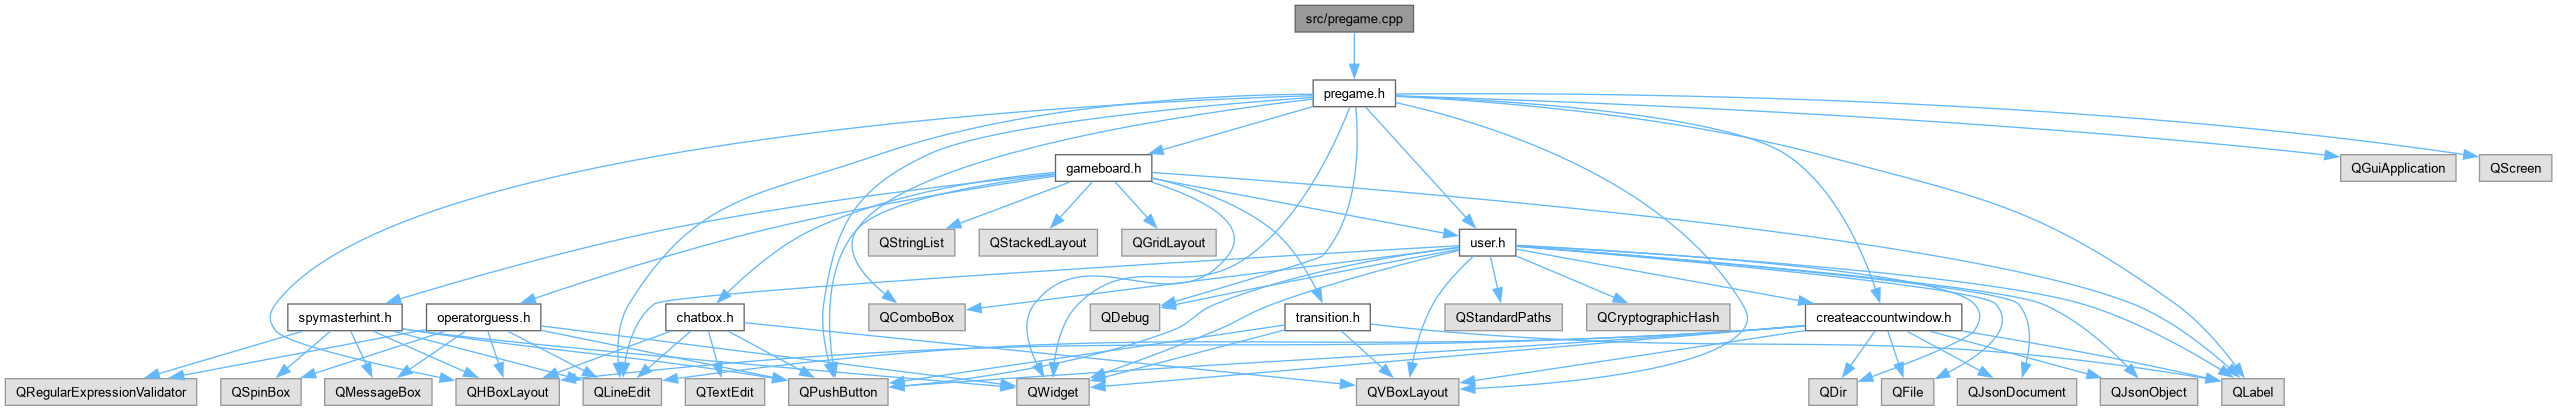 src/pregame.cpp
pregame.h
gameboard.h
QGuiApplication
QScreen
QStringList
QStackedLayout
QGridLayout
user.h
spymasterhint.h
operatorguess.h
chatbox.h
QComboBox
QDebug
transition.h
QStandardPaths
QCryptographicHash
createaccountwindow.h
QRegularExpressionValidator
QSpinBox
QMessageBox
QHBoxLayout
QLineEdit
QTextEdit
QPushButton
QWidget
QVBoxLayout
QDir
QFile
QJsonDocument
QJsonObject
QLabel